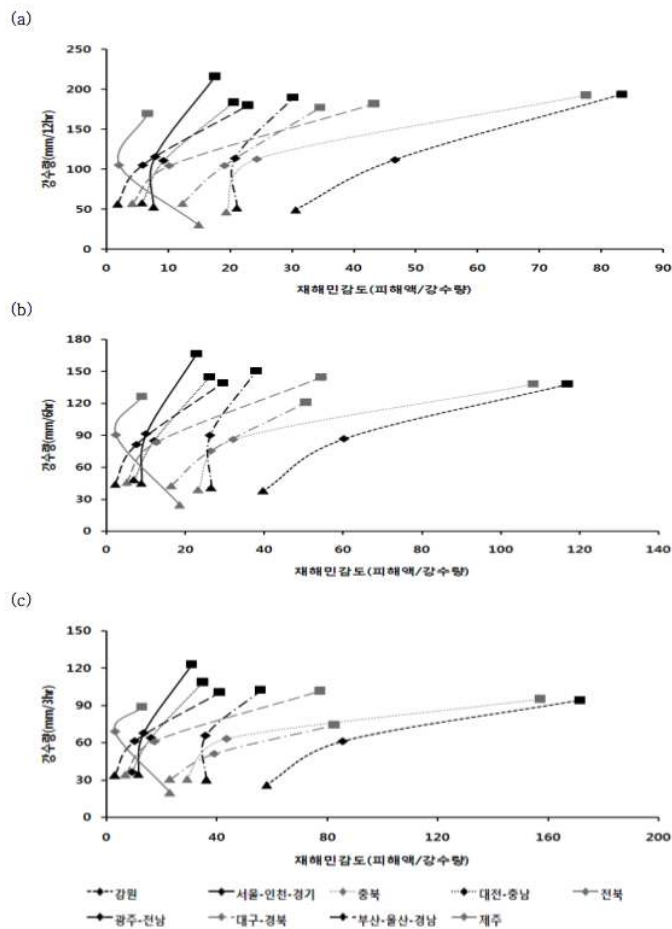 (a)
강수량(mm/12hr)
250
200
150
100
50
0
0 10 20 30 40 50 60 70 80 90
재해민감도(피해액/강수량)
(b)
강수량(mm/6hr)
180
150
120
90
60
30
0
0 20 40 60 80 100 120 140
재해민감도(피해액/강수량)
(c)
강수량(mm/3hr)
150
120
90
60
30
0
0 40 80 120 160 200
재해민감도(피해액/강수량)
강원 서울-인천-경기 충북 대전-충남 전북
광주-전남 대구-경북 부산-울산-경남 제주